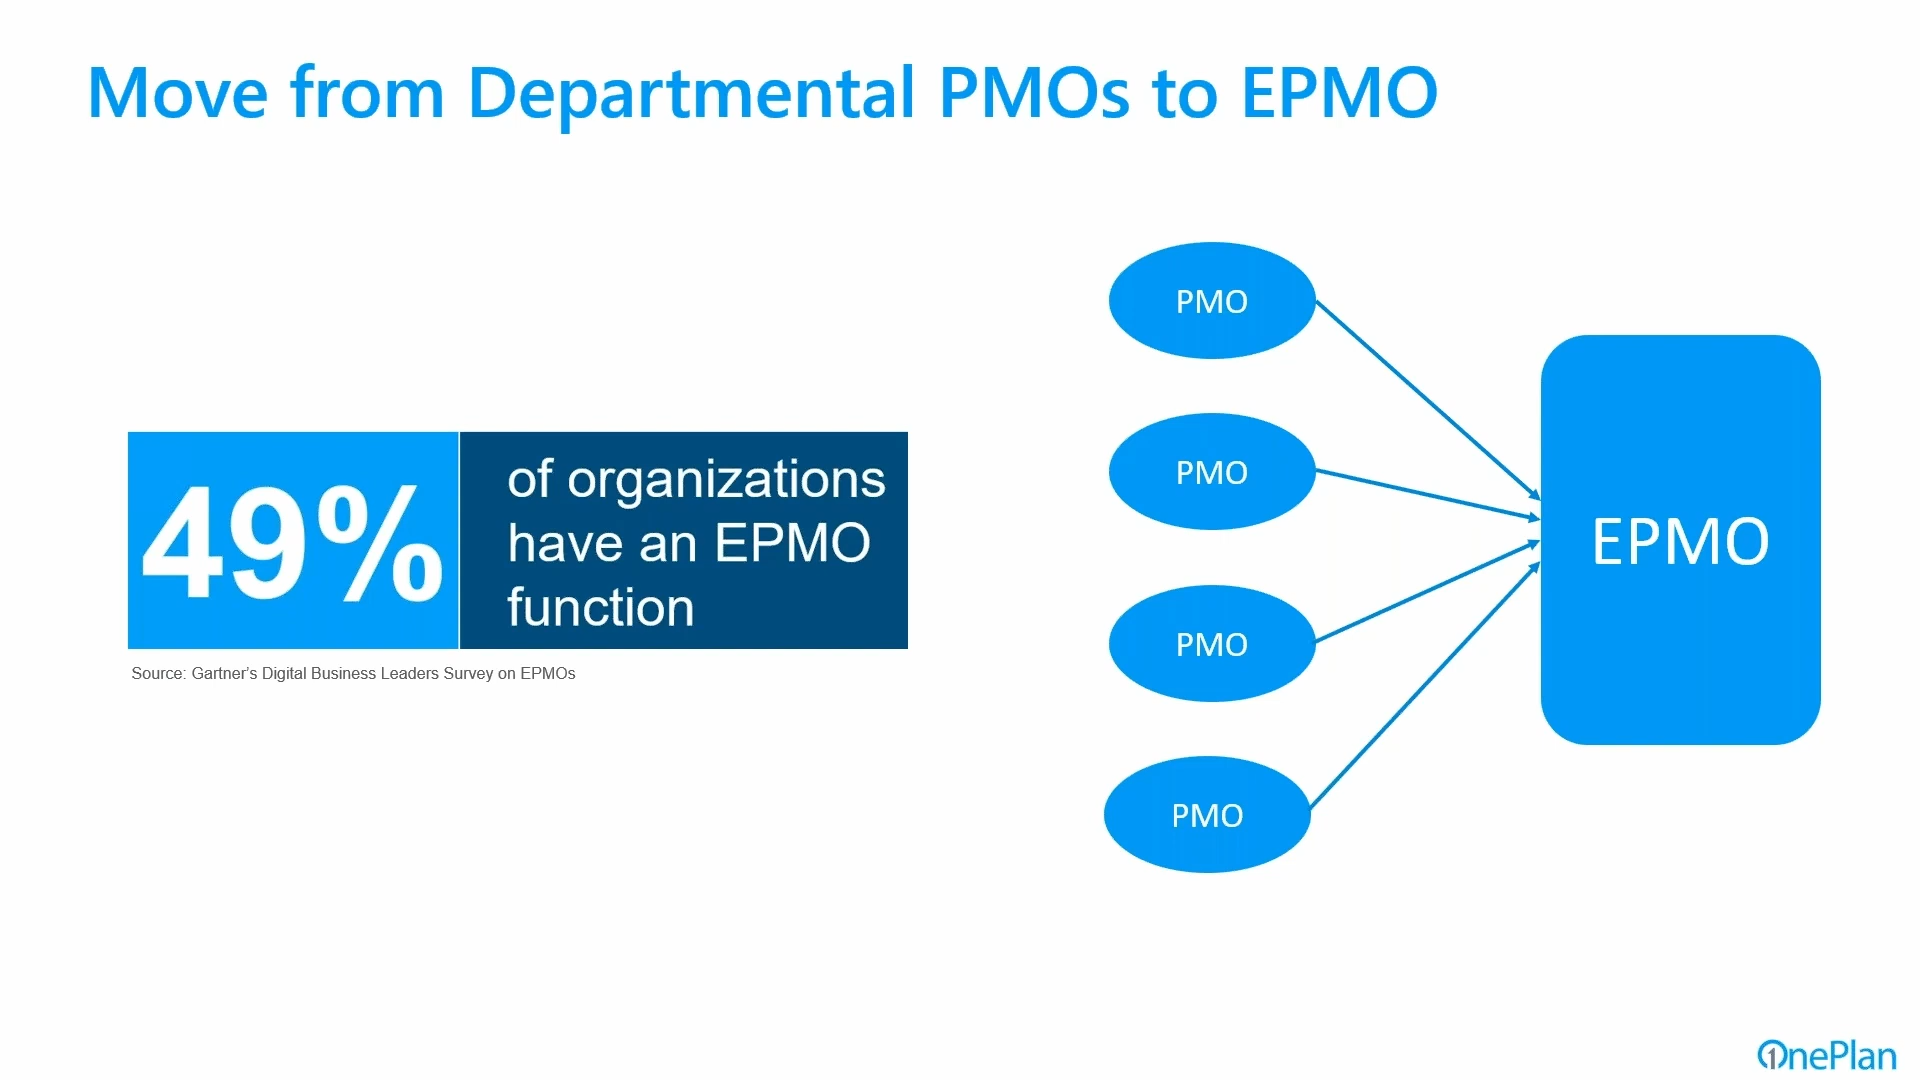 Move from Departmental PMOs to EPMO
49%
of organizations
have an EPMO
function
Source: Gartner's Digital Business Leaders Survey on EPMOs
PMO
PMO
PMO
PMO
EPMO
OnePlan